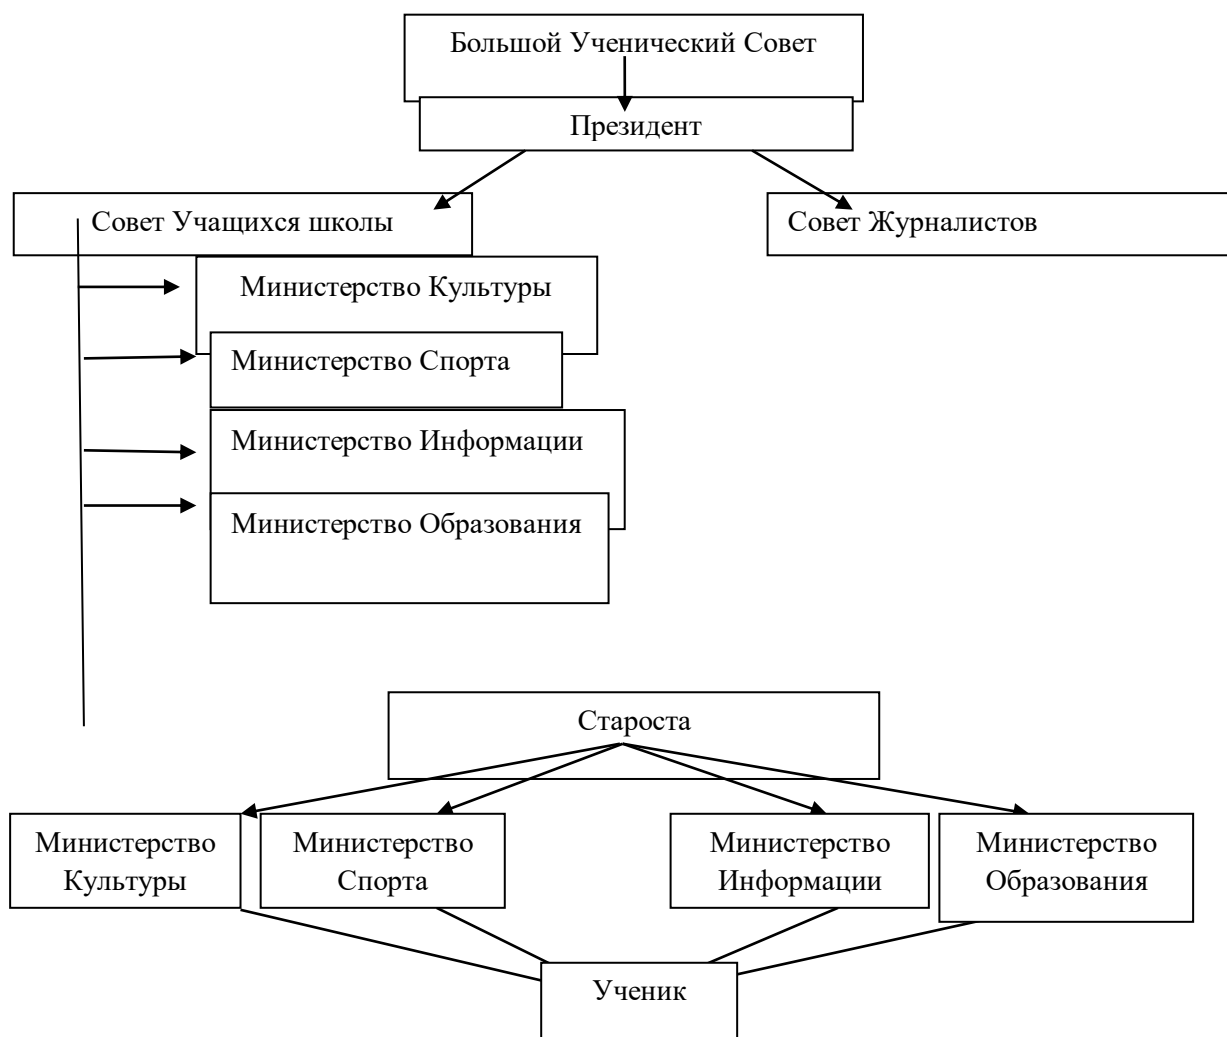 Большой Ученический Совет
Президент
Совет Учащихся школы
Совет Журналистов
Министерство Культуры
Министерство Спорта
Министерство Информации
Министерство Образования
Староста
Министерство
Культуры
Министерство
Спорта
Министерство
Информации
Министерство
Образования
Ученик